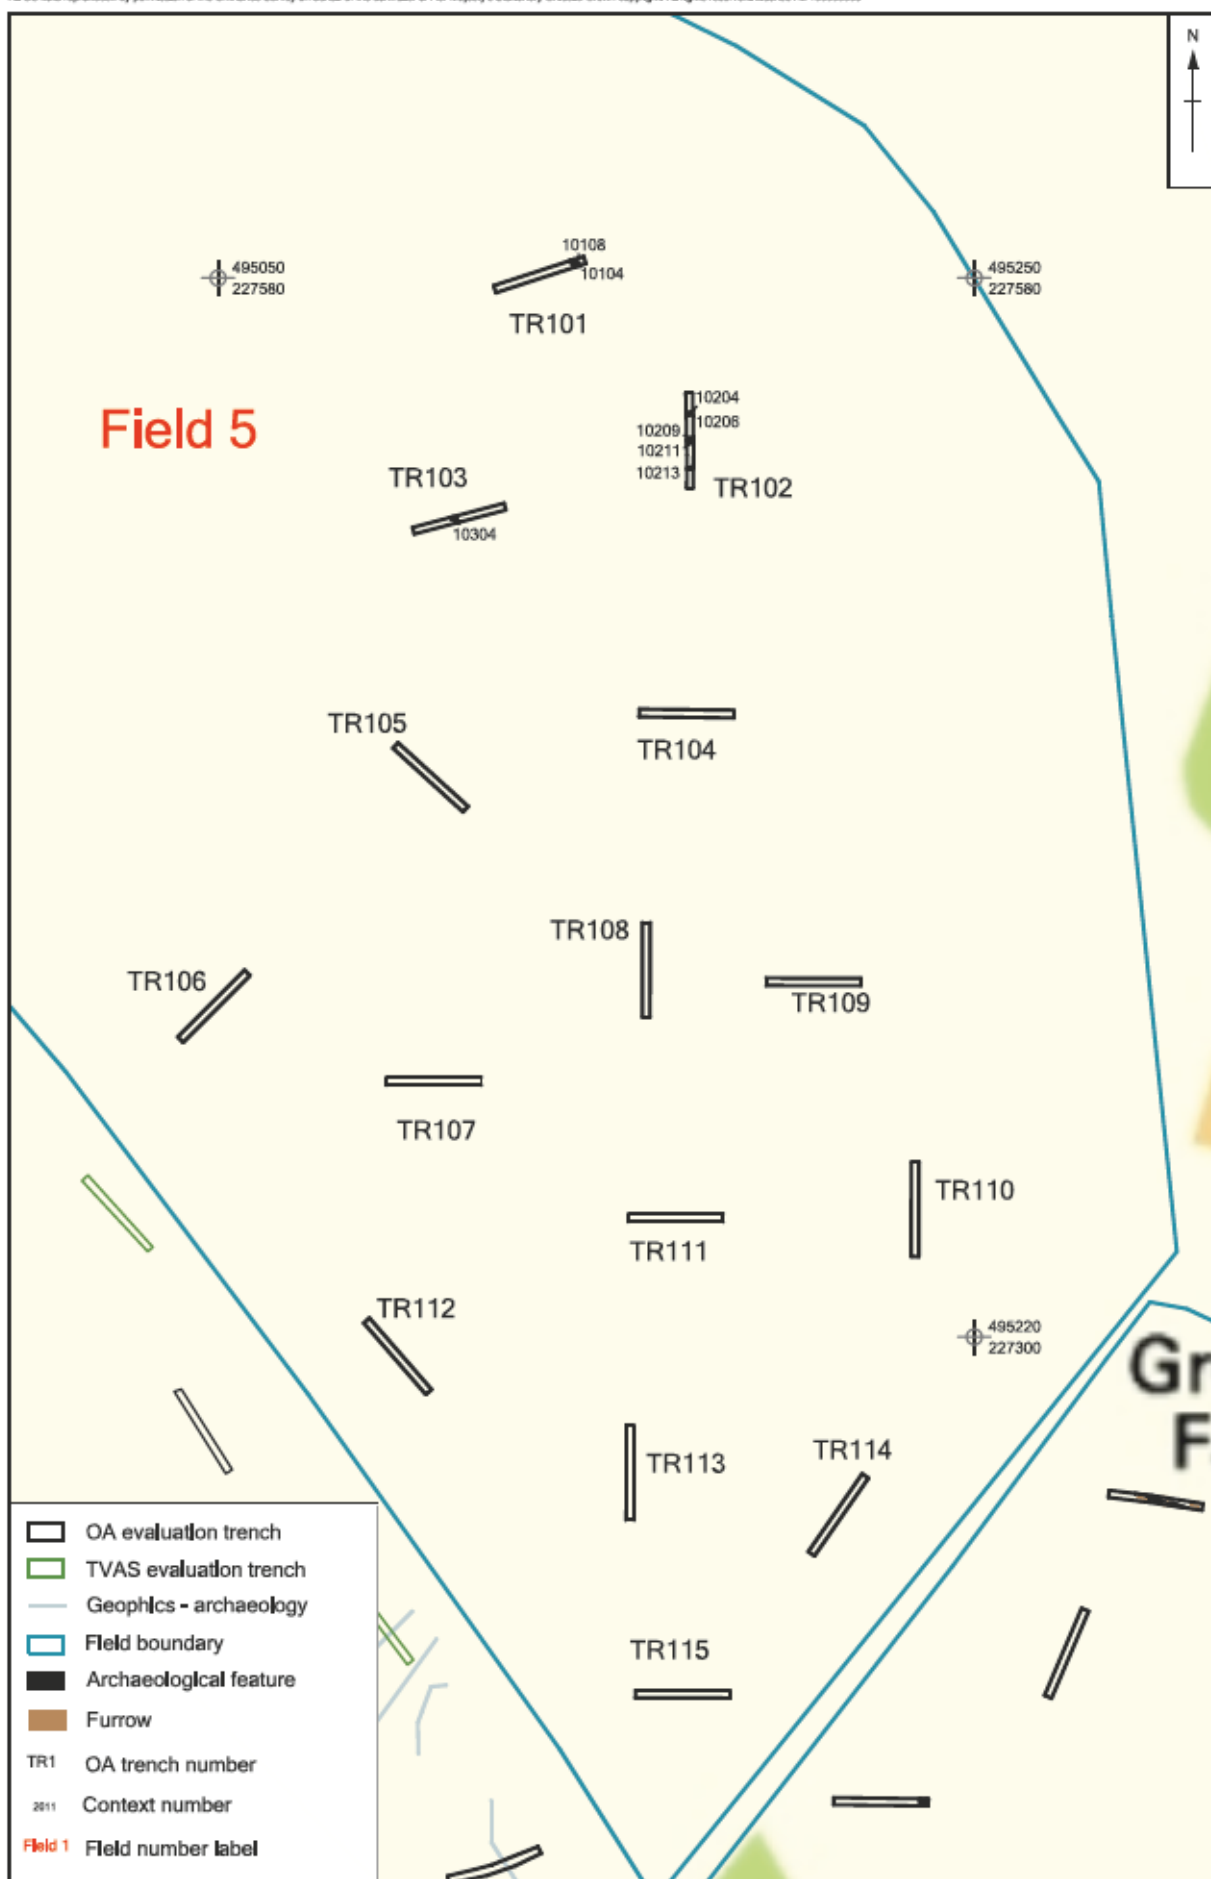 N
10108
495050
227580
10104
495250
227580
TR101
10204
10206
Field 5
10209
10211
10213
TR103
TR102
10304
TR105
TR104
TR108
TR106
TR109
TR107
TR110
TR111
TR112
495220
227300
Gr
F
TR113
TR114
OA evaluation trench
TVAS evaluation trench
Geophics - archaeology
Field boundary
TR115
Archaeological feature
Furrow
TR1 OA trench number
2011 Context number
Field 1 Field number label